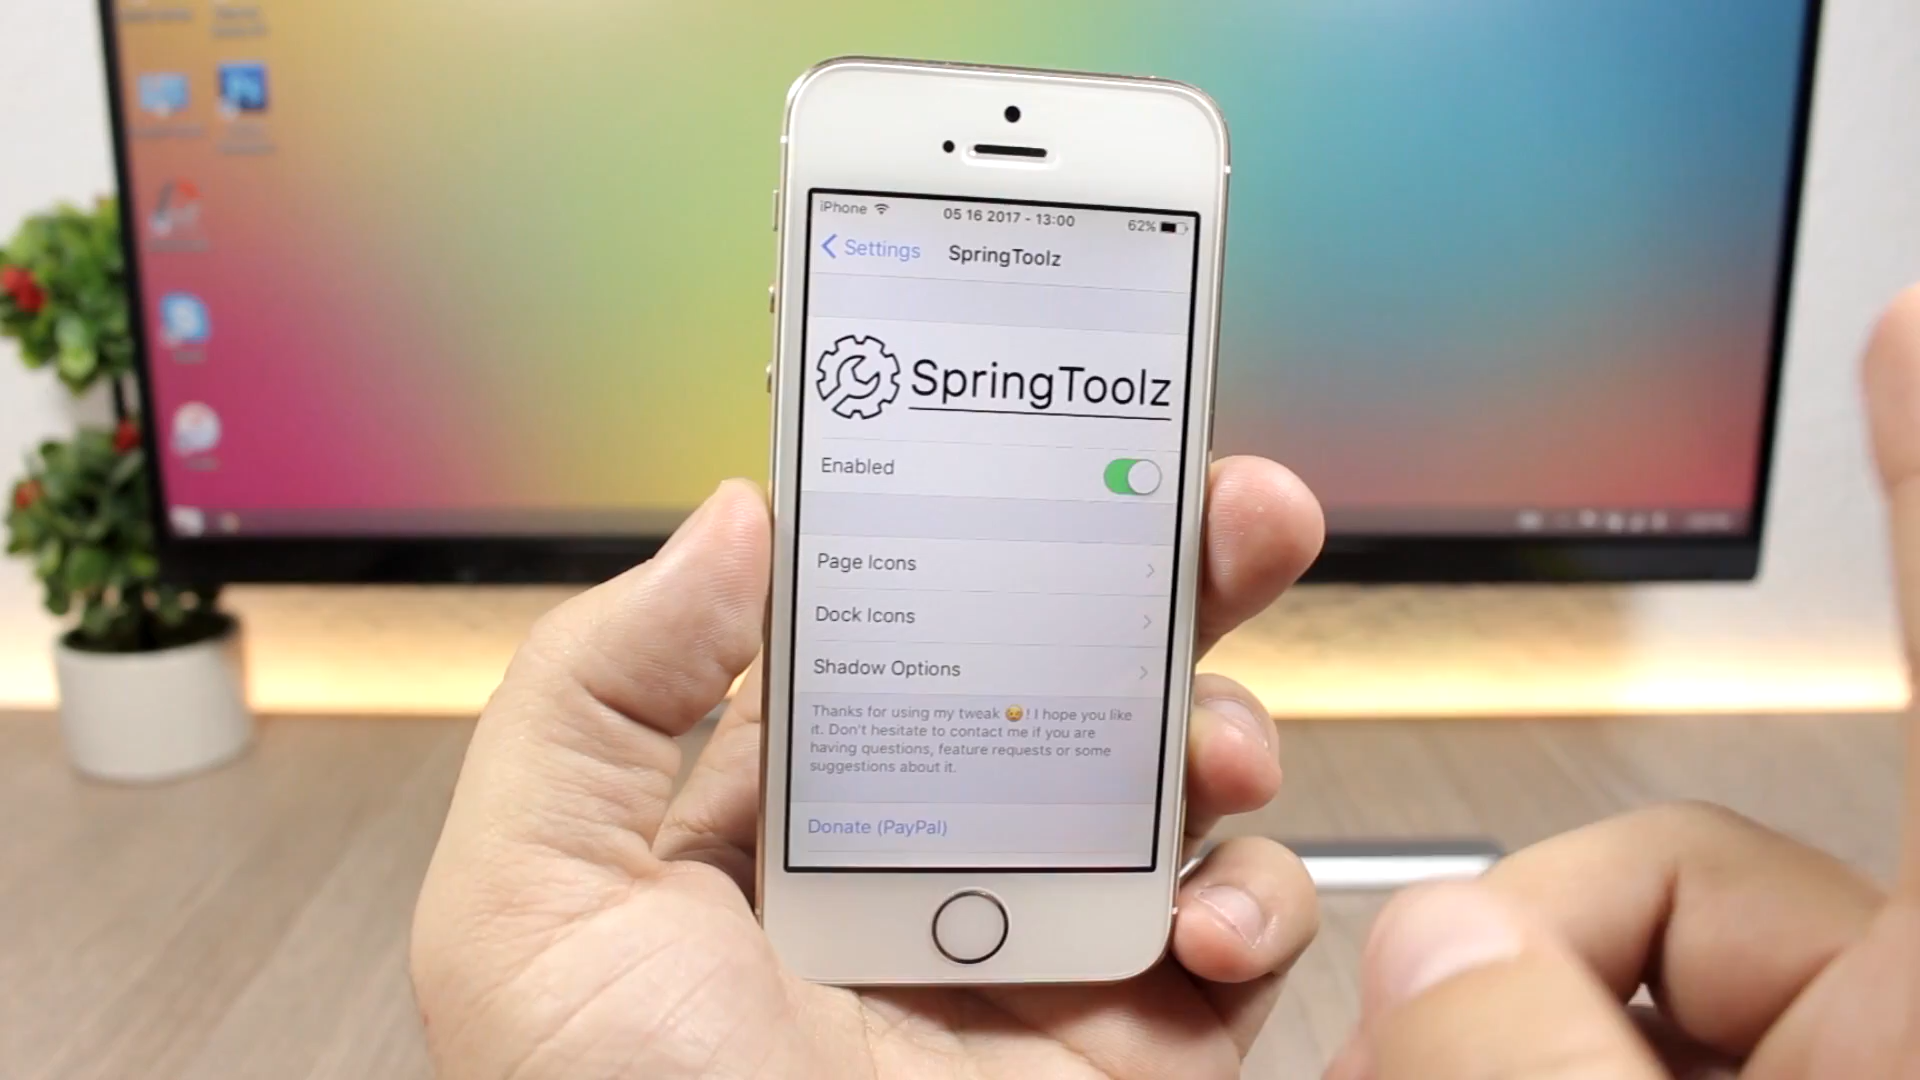 iPhone 05 16 2017 - 13:00 62%
Settings SpringToolz
SpringToolz
Enabled
Page Icons
Dock Icons
Shadow Options
Thanks for using my tweak 😢! I hope you like
it. Don't hesitate to contact me if you are
having questions, feature requests or some
suggestions about it.
Donate (PayPal)